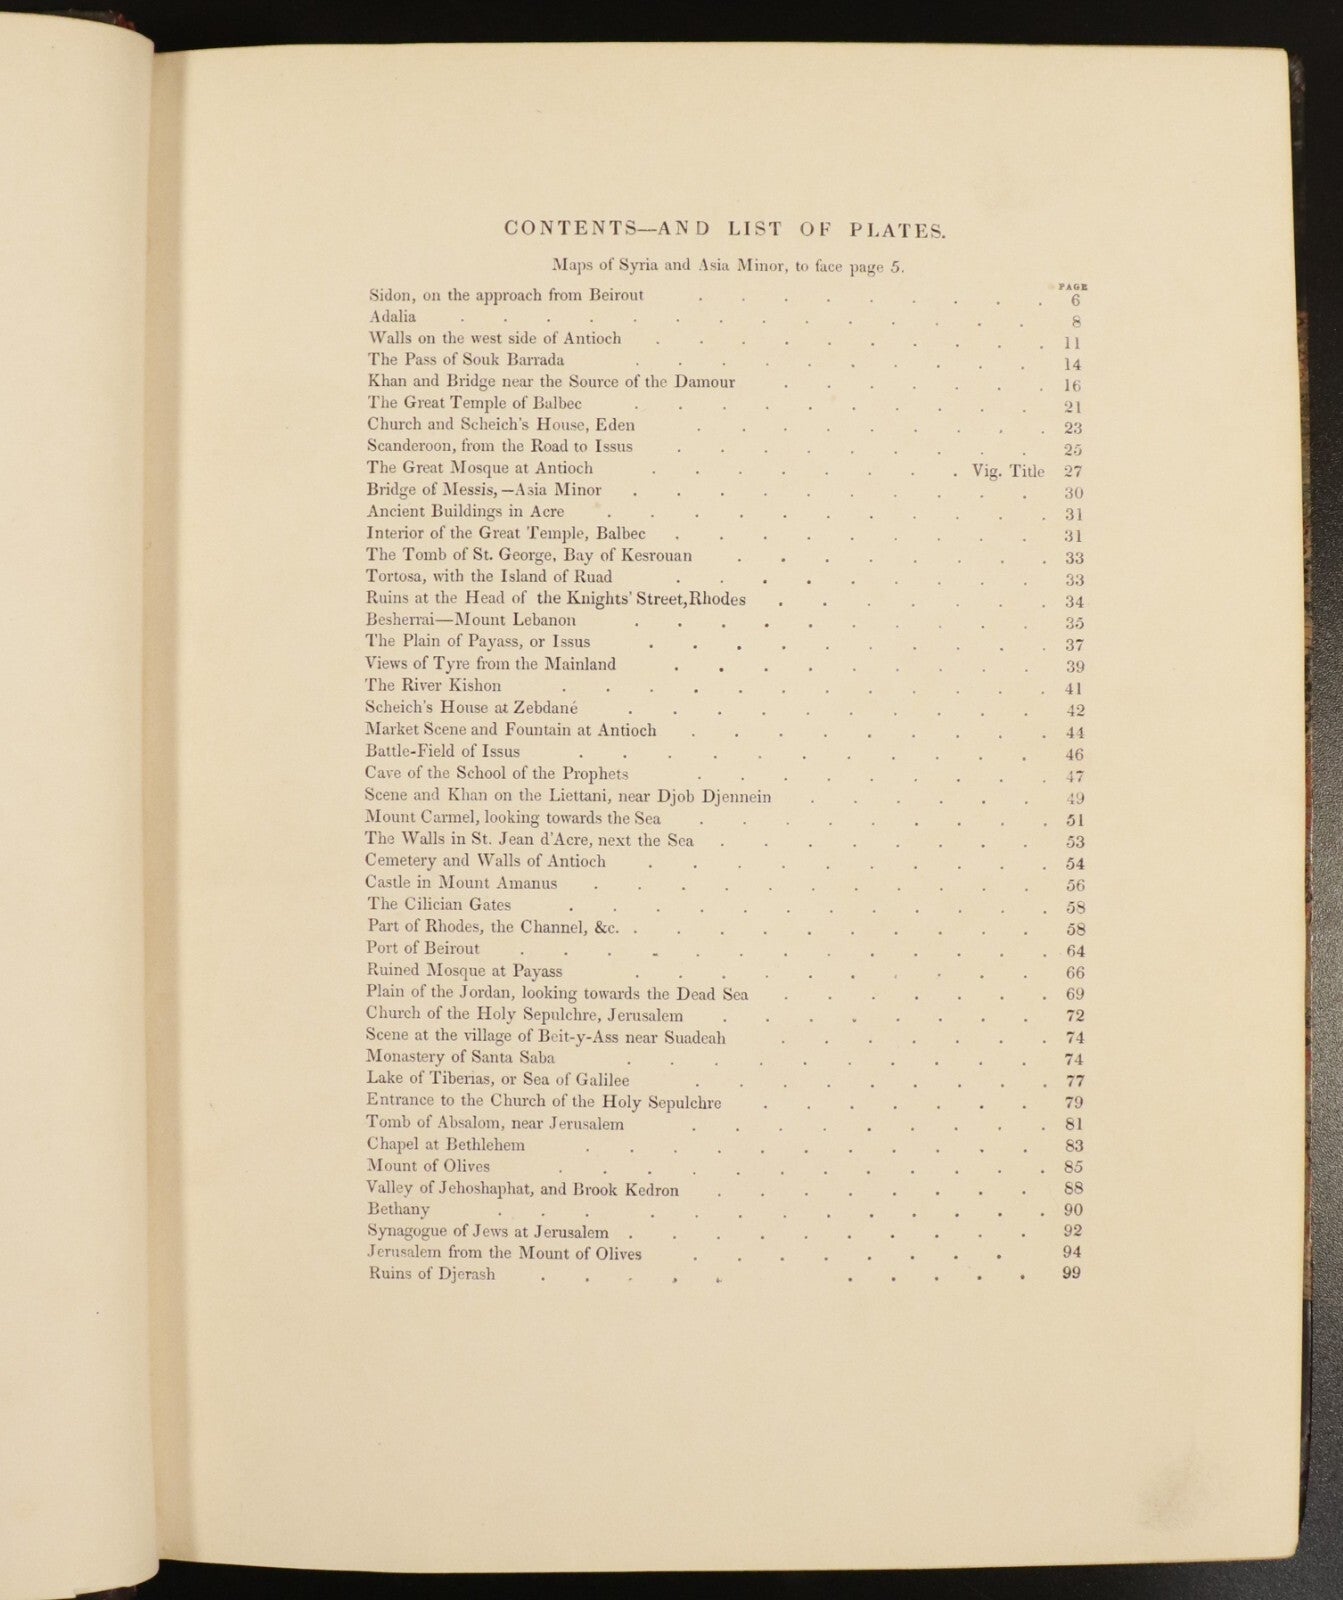 CONTENTS—AND LIST OF PLATES.
Maps of Syria and Asia Minor, to face page 5.
PAGE
Sidon, on the approach from Beirout . . . . . . . . . 6
Adalia . . . . . . . . . . . . . . 8
Walls on the west side of Antioch . . . . . . . . . . 11
The Pass of Souk Barrada . . . . . . . . . . 14
Khan and Bridge near the Source of the Damour . . . . . . . 16
The Great Temple of Balbec . . . . . . . . . . 21
Church and Scheich's House, Eden . . . . . . . . . 23
Scanderoon, from the Road to Issus . . . . . . . . . 25
The Great Mosque at Antioch . . . . . . . . Vig. Title 27
Bridge of Messis,—Asia Minor . . . . . . . . . . 30
Ancient Buildings in Acre . . . . . . . . . . . 31
Interior of the Great Temple, Balbec . . . . . . . . . 31
The Tomb of St. George, Bay of Kesrouan . . . . . . . . 33
Tortosa, with the Island of Ruad . . . . . . . . . 33
Ruins at the Head of the Knights' Street,Rhodes . . . . . . . 34
Besherrai—Mount Lebanon . . . . . . . . . . 35
The Plain of Payass, or Issus . . . . . . . . . . 37
Views of Tyre from the Mainland . . . . . . . . . 39
The River Kishon . . . . . . . . . . . . 41
Scheich's House at Zebdané . . . . . . . . . . 42
Market Scene and Fountain at Antioch . . . . . . . . . 44
Battle-Field of Issus . . . . . . . . . . . 46
Cave of the School of the Prophets . . . . . . . . . 47
Scene and Khan on the Liettani, near Djob Djennein . . . . . . 49
Mount Carmel, looking towards the Sea . . . . . . . . . 51
The Walls in St. Jean d'Acre, next the Sea . . . . . . . . 53
Cemetery and Walls of Antioch . . . . . . . . . . 54
Castle in Mount Amanus . . . . . . . . . . . 56
The Cilician Gates . . . . . . . . . . . . 58
Part of Rhodes, the Channel, &c. . . . . . . . . . . 58
Port of Beirout . . . . . . . . . . . . . 64
Ruined Mosque at Payass . . . . . . . . . . 66
Plain of the Jordan, looking towards the Dead Sea . . . . . . . 69
Church of the Holy Sepulchre, Jerusalem . . . . . . . . 72
Scene at the village of Beit-y-Ass near Suadeah . . . . . . . 74
Monastery of Santa Saba . . . . . . . . . . 74
Lake of Tiberias, or Sea of Galilee . . . . . . . . . 77
Entrance to the Church of the Holy Sepulchre . . . . . . . 79
Tomb of Absalom, near Jerusalem . . . . . . . . . 81
Chapel at Bethlehem . . . . . . . . . . . 83
Mount of Olives . . . . . . . . . . . . 85
Valley of Jehoshaphat, and Brook Kedron . . . . . . . . 88
Bethany . . . . . . . . . . . . . 90
Synagogue of Jews at Jerusalem . . . . . . . . . . 92
Jerusalem from the Mount of Olives . . . . . . . . 94
Ruins of Djerash . . . . . . . . . . 99